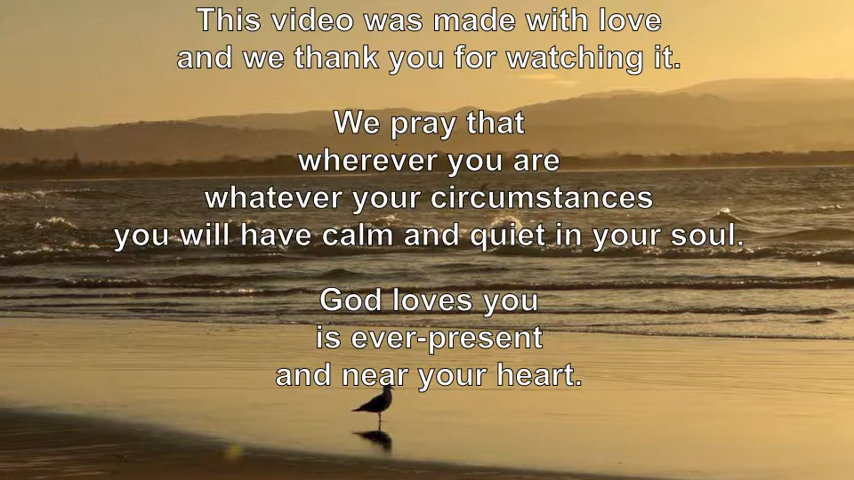 This video was made with love
and we thank you for watching it.
We pray that
wherever you are
whatever your circumstances
you will have calm and quiet in your soul.
God loves you
is ever-present
and near your heart.